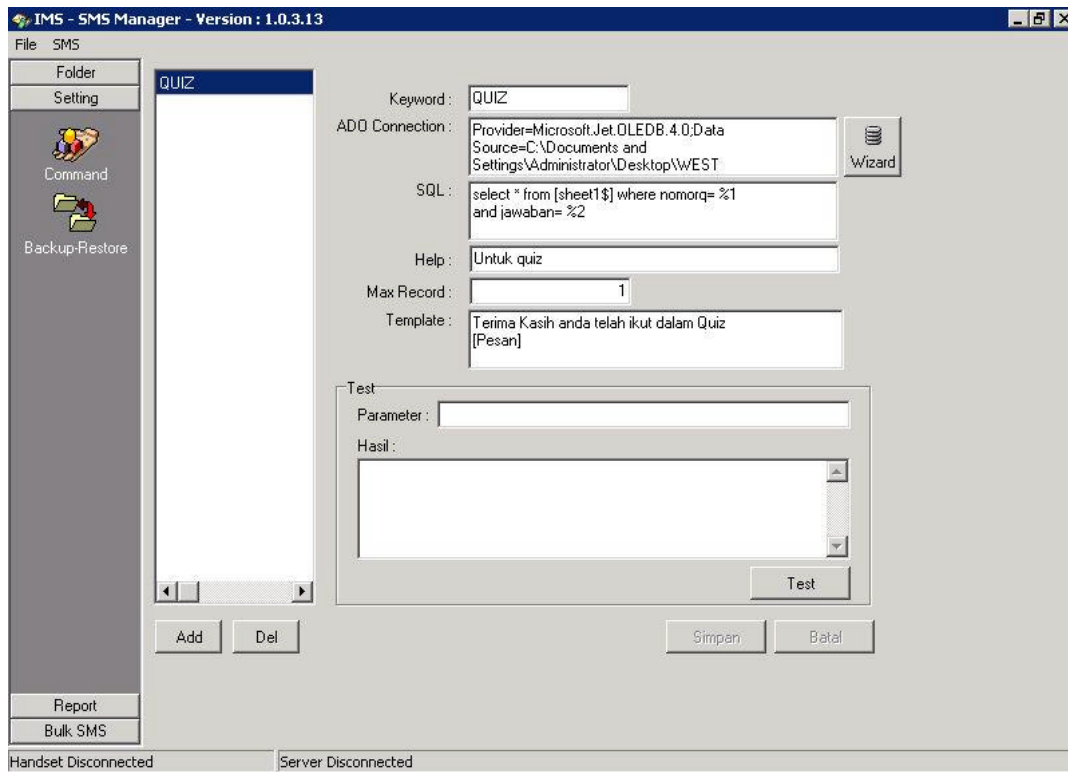 IMS - SMS Manager - Version : 1.0.3.13
File SMS
Folder
Setting
Command
Backup-Restore
Report
Bulk SMS
QUIZ
Add
Del
Keyword :
QUIZ
ADO Connection :
Provider=Microsoft.Jet.OLEDB.4.0;Data
Source=C:\Documents and
Settings\Administrator\Desktop\WEST
Wizard
SQL :
select * from [sheet1$] where nomorq= %1
and jawaban= %2
Help :
Untuk quiz
Max Record :
1
Template :
Terima Kasih anda telah ikut dalam Quiz
[Pesan]
Test
Parameter :
Hasil :
Test
Simpan
Batal
Handset Disconnected
Server Disconnected